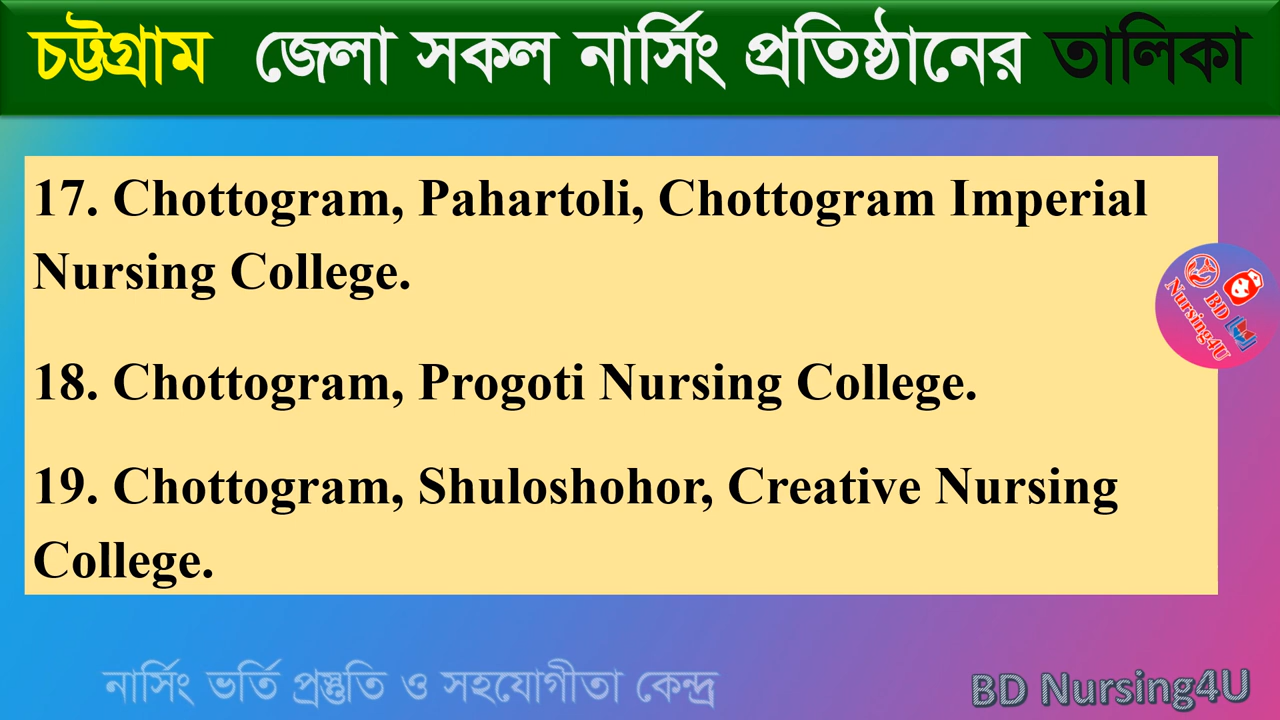 চট্টগ্রাম জেলা সকল নার্সিং প্রতিষ্ঠানের তালিকা
17. Chottogram, Pahartoli, Chottogram Imperial
Nursing College.
BD
Nursing4U
18. Chottogram, Progoti Nursing College.
19. Chottogram, Shuloshohor, Creative Nursing
College.
নার্সিং ভর্তি প্রস্তুতি ও সহযোগীতা কেন্দ্র
BD Nursing4U